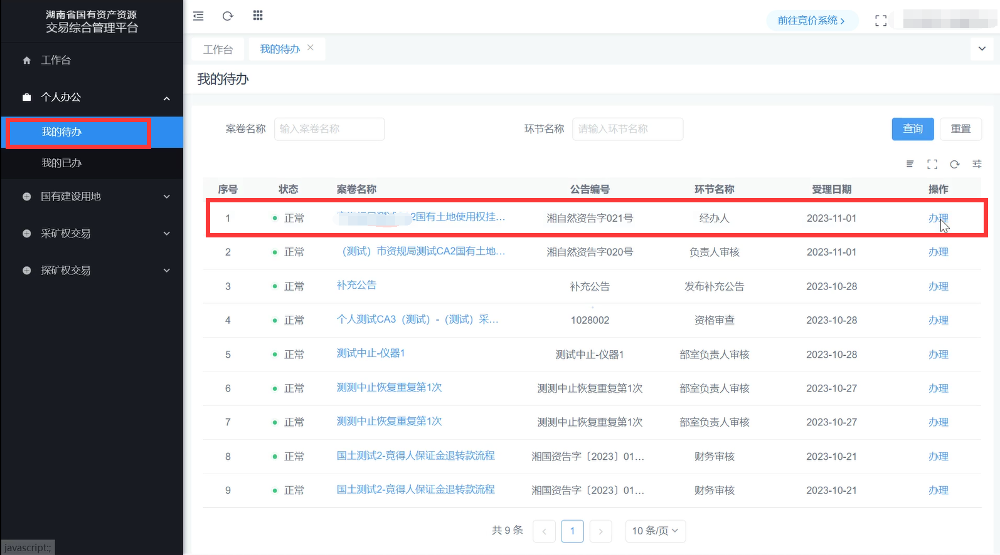 湖南省国有资产资源
交易综合管理平台
前往竞价系统 >
工作台
我的待办 ×
工作台
我的待办
个人办公
我的待办
我的已办
国有建设用地
采矿权交易
探矿权交易
案卷名称 输入案卷名称 环节名称 请输入环节名称 查询 重置
序号 状态 案卷名称 公告编号 环节名称 受理日期 操作
1 正常 2国有土地使用权挂... 湘自然资告字021号 经办人 2023-11-01 办理
2 正常 （测试）市资规局测试CA2国有土地... 湘自然资告字020号 负责人审核 2023-11-01 办理
3 正常 补充公告 补充公告 发布补充公告 2023-10-28 办理
4 正常 个人测试CA3（测试）-（测试）采... 1028002 资格审查 2023-10-28 办理
5 正常 测试中止-仪器1 测试中止-仪器1 部室负责人审核 2023-10-28 办理
6 正常 测测中止恢复重复第1次 测测中止恢复重复第1次 部室负责人审核 2023-10-27 办理
7 正常 测测中止恢复重复第1次 测测中止恢复重复第1次 部室负责人审核 2023-10-27 办理
8 正常 国土测试2-竞得人保证金退转款流程 湘国资告字〔2023〕01... 财务审核 2023-10-21 办理
9 正常 国土测试2-竞得人保证金退转款流程 湘国资告字〔2023〕01... 财务审核 2023-10-21 办理
共 9 条 < 1 > 10 条/页
javascript:;